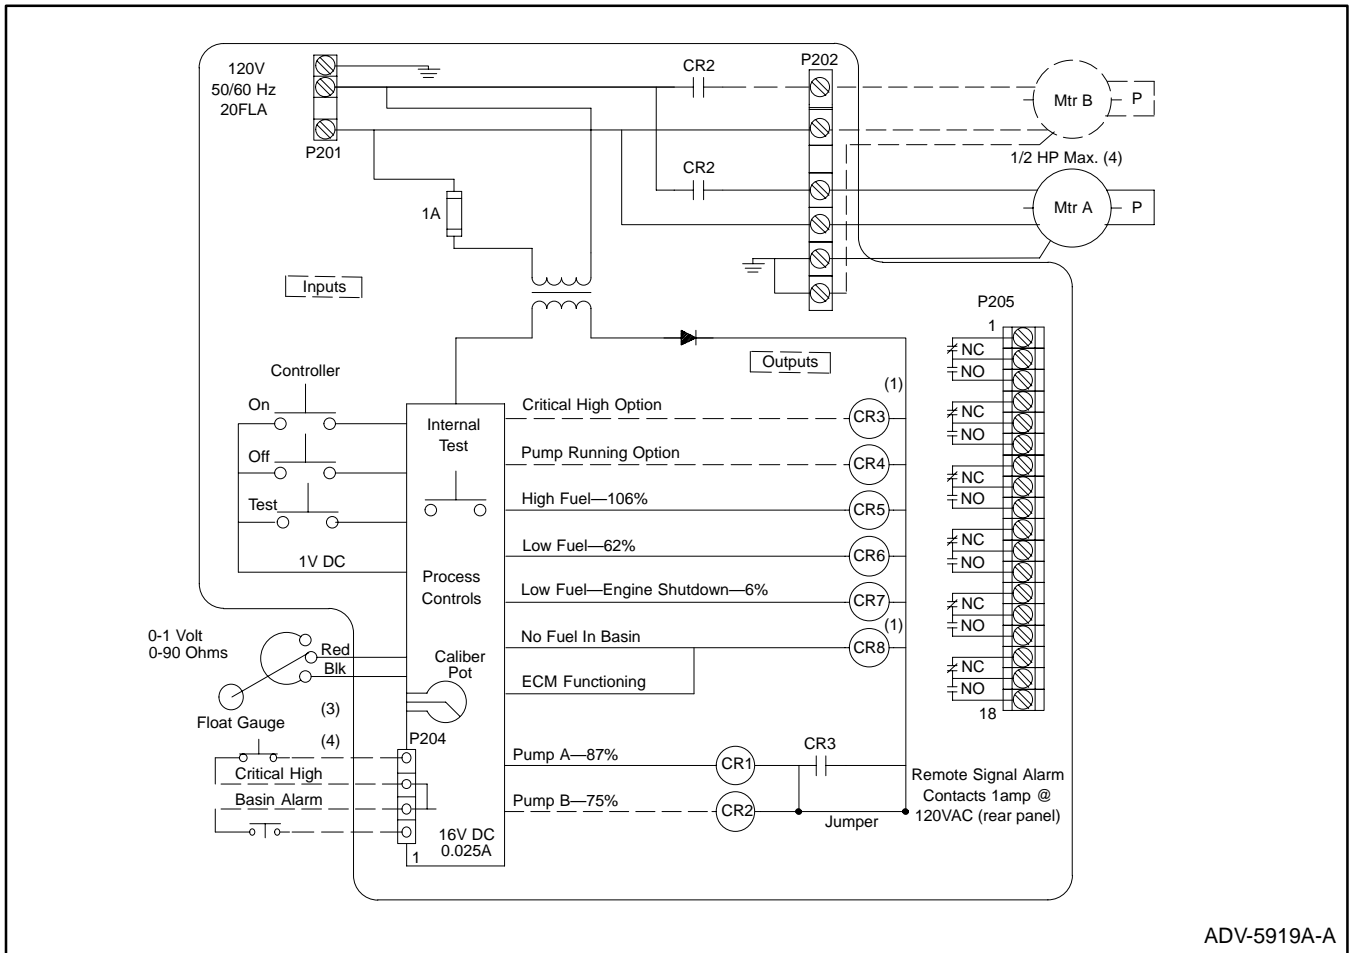 120V
50/60 Hz
20FLA
P201
CR2
P202
Mtr B
P
1/2 HP Max. (4)
CR2
Mtr A
P
1A
Inputs
Outputs
P205
1
NC
NO
NC
NO
NC
NO
NC
NO
NC
NO
NC
NO
18
Controller
On
Off
Test
1V DC
Internal
Test
Process
Controls
Caliber
Pot
Critical High Option
(1)
CR3
Pump Running Option
CR4
High Fuel—106%
CR5
Low Fuel—62%
CR6
Low Fuel—Engine Shutdown—6%
CR7
No Fuel In Basin
(1)
CR8
ECM Functioning
0-1 Volt
0-90 Ohms
Red
Blk
Float Gauge
(3)
(4)
P204
Critical High
Basin Alarm
1
16V DC
0.025A
Pump A—87%
CR1
CR3
Pump B—75%
CR2
Jumper
Remote Signal Alarm
Contacts 1amp @
120VAC (rear panel)
ADV-5919A-A